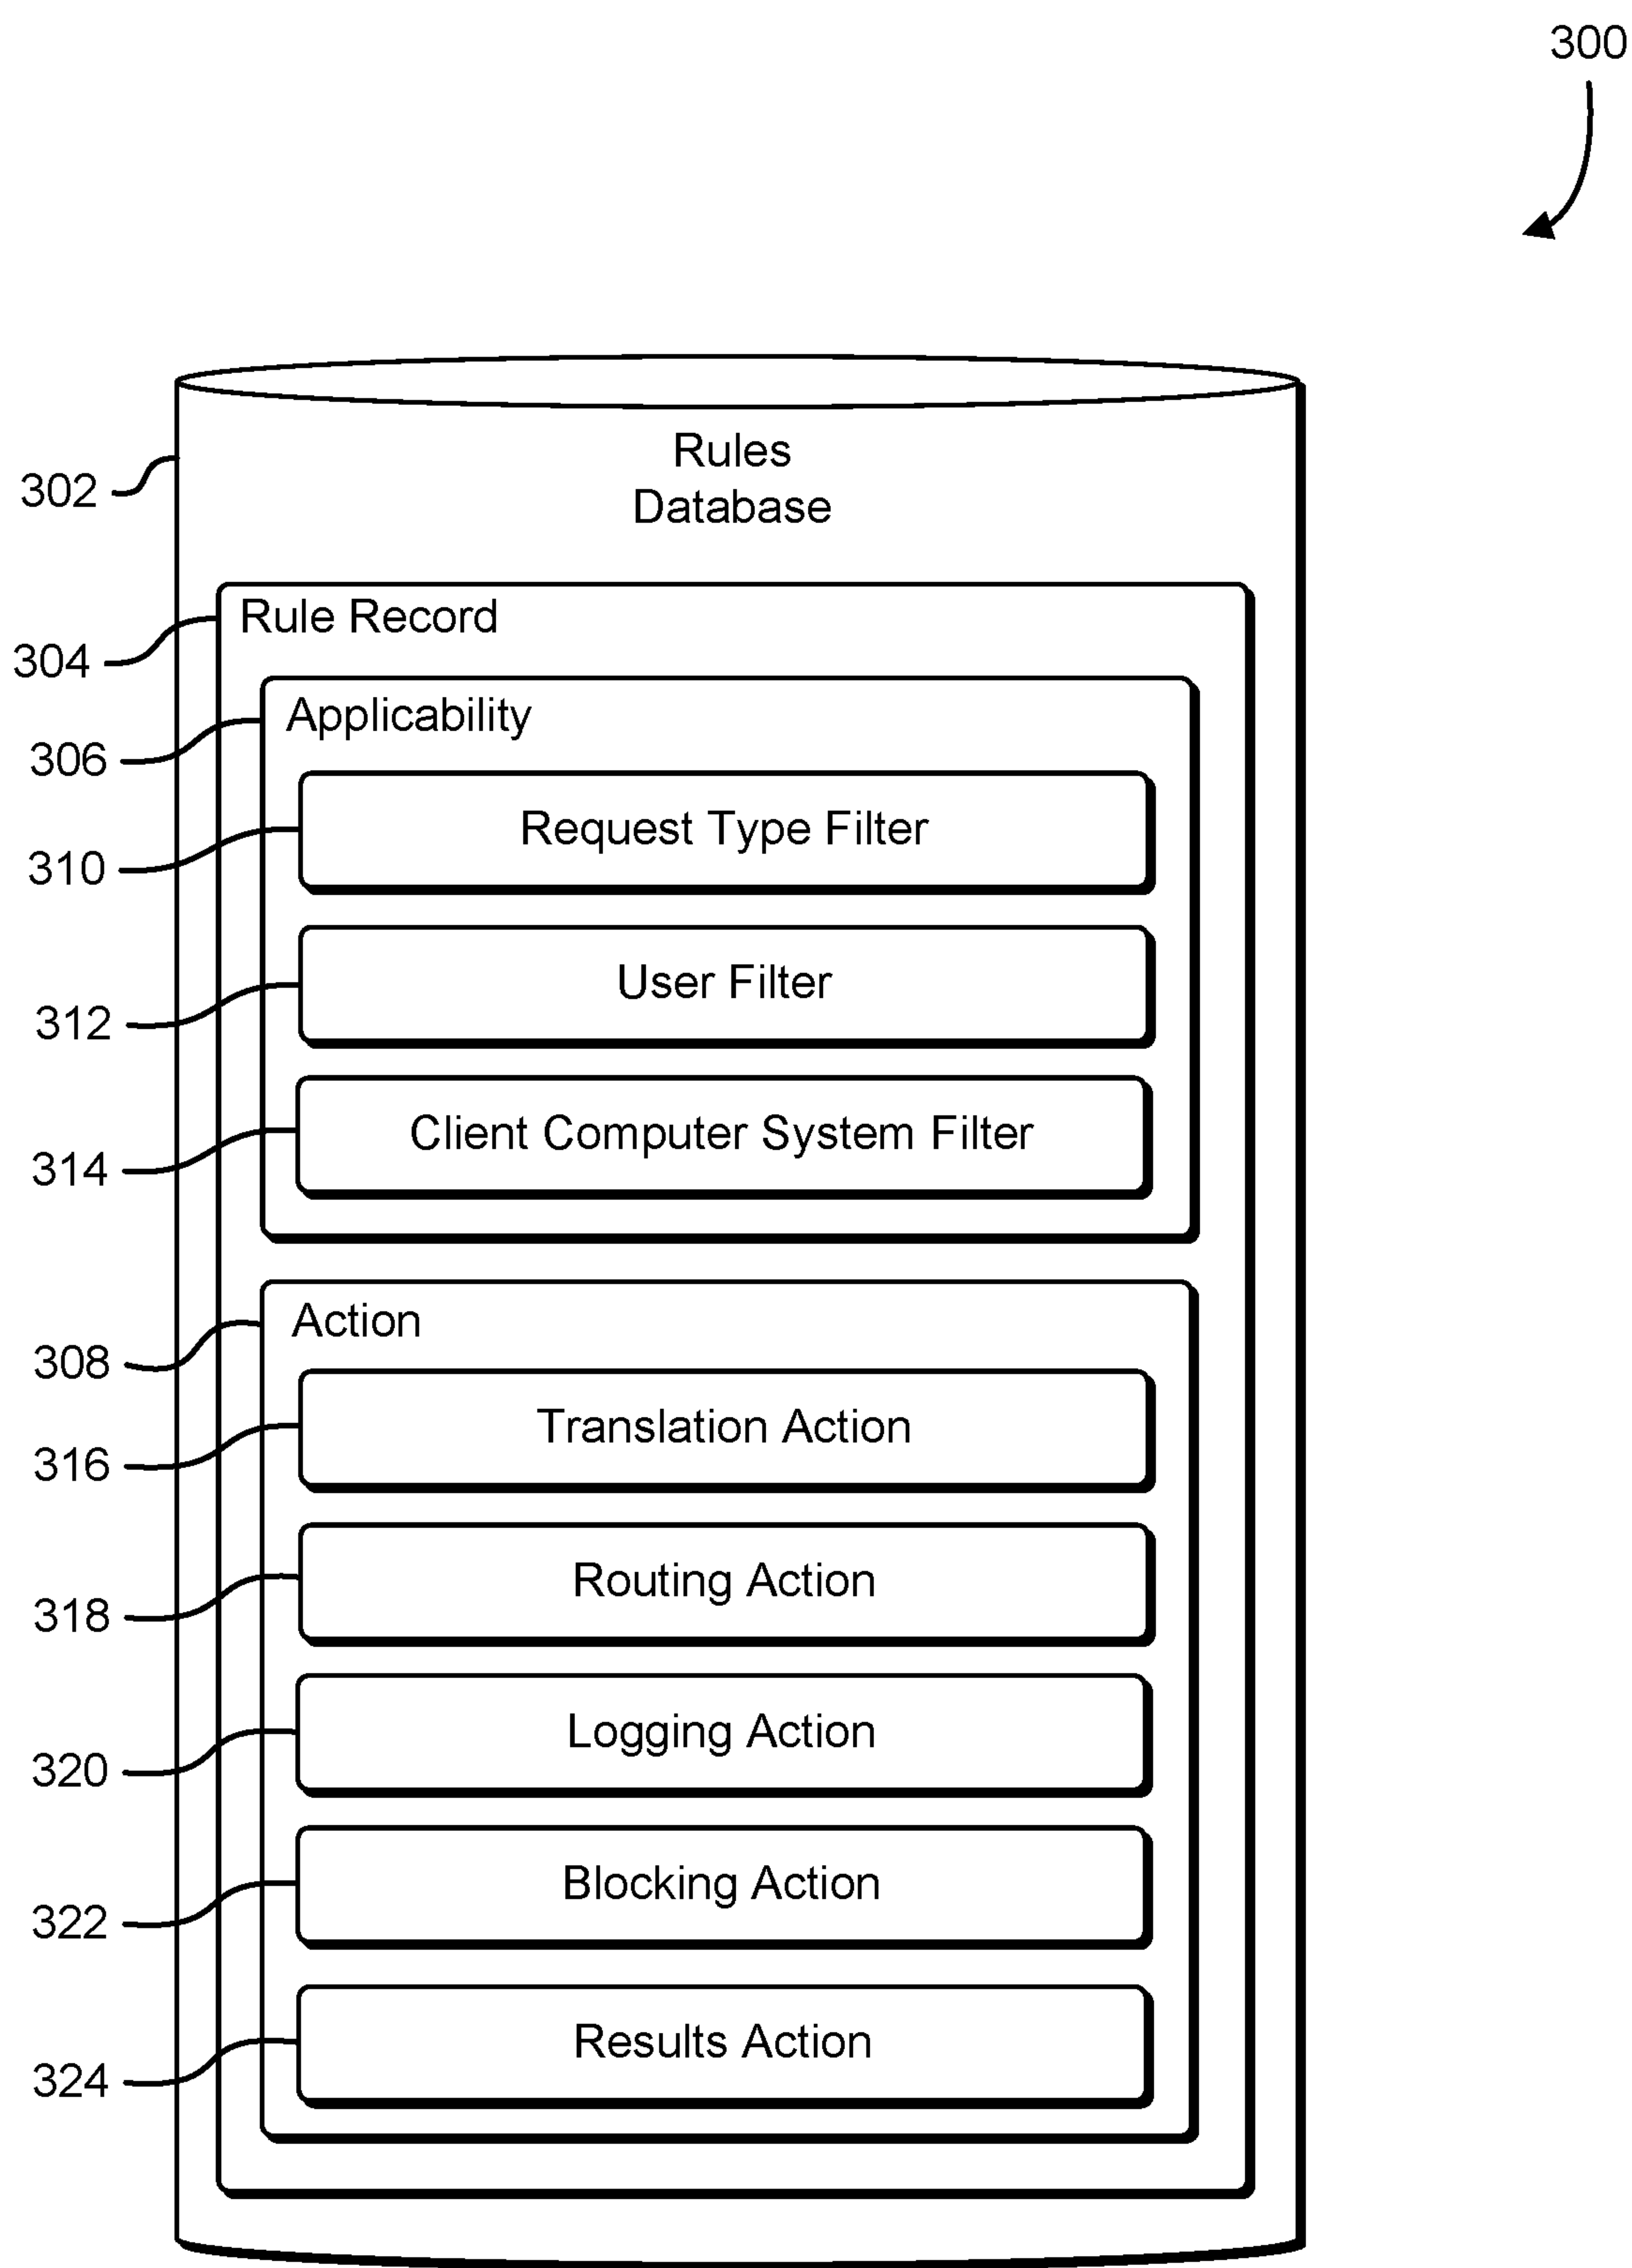 300
Rules
Database
302
Rule Record
304
Applicability
306
Request Type Filter
310
User Filter
312
Client Computer System Filter
314
Action
308
Translation Action
316
Routing Action
318
Logging Action
320
Blocking Action
322
Results Action
324